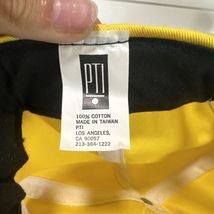 PTI
100% COTTON
MADE IN TAIWAN
PTI
LOS ANGELES,
CA 90057
213-384-1222